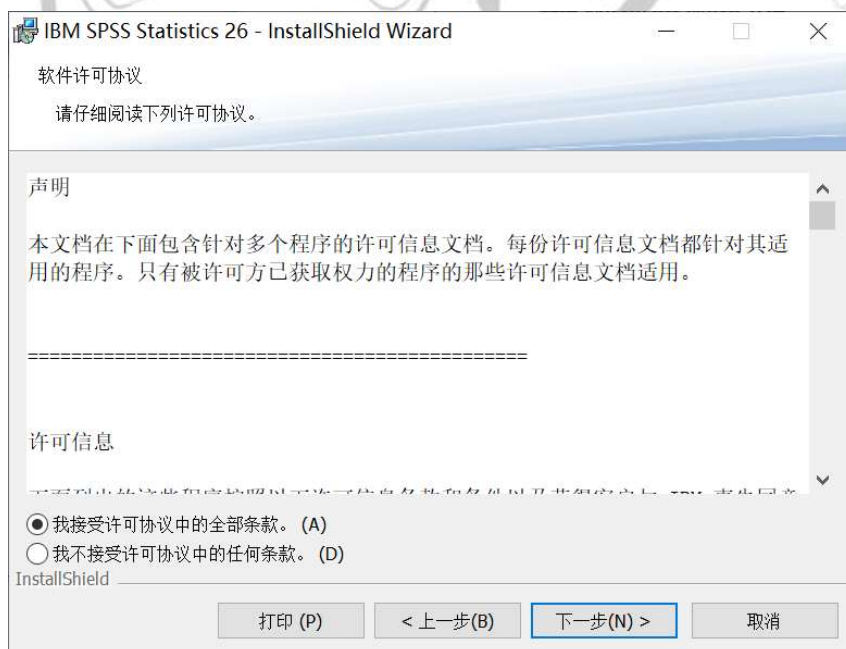 IBM SPSS Statistics 26 - InstallShield Wizard
软件许可协议
请仔细阅读下列许可协议。
声明
本文档在下面包含针对多个程序的许可信息文档。每份许可信息文档都针对其适
用的程序。只有被许可方已获取权力的程序的那些许可信息文档适用。
==============================================
许可信息
我接受许可协议中的全部条款。 (A)
我不接受许可协议中的任何条款。 (D)
InstallShield
打印 (P)
< 上一步(B)
下一步(N) >
取消